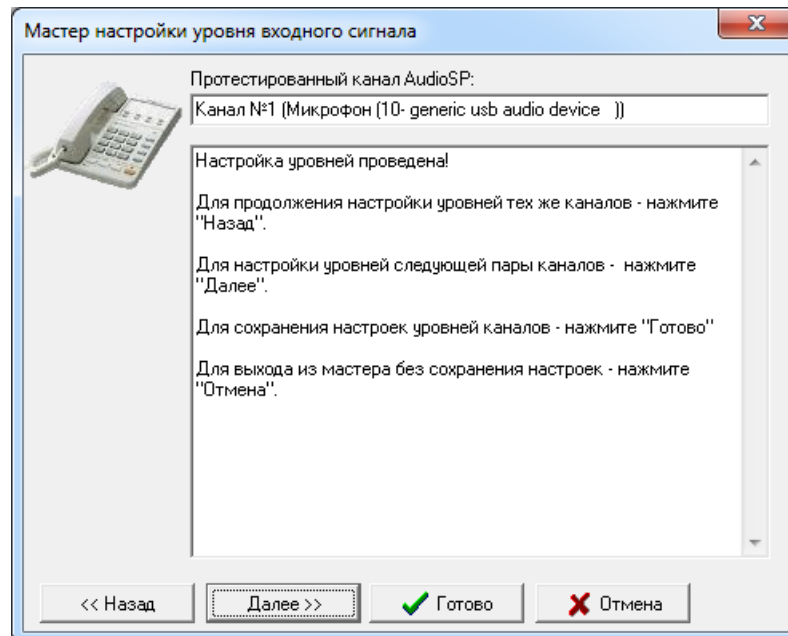 Мастер настройки уровня входного сигнала
Протестированный канал AudioSP:
Канал №1 (Микрофон (10- generic usb audio device   ))
Настройка уровней проведена!
Для продолжения настройки уровней тех же каналов - нажмите
"Назад".
Для настройки уровней следующей пары каналов -  нажмите
"Далее".
Для сохранения настроек уровней каналов - нажмите "Готово"
Для выхода из мастера без сохранения настроек - нажмите
"Отмена".
<< Назад
Далее >>
Готово
Отмена